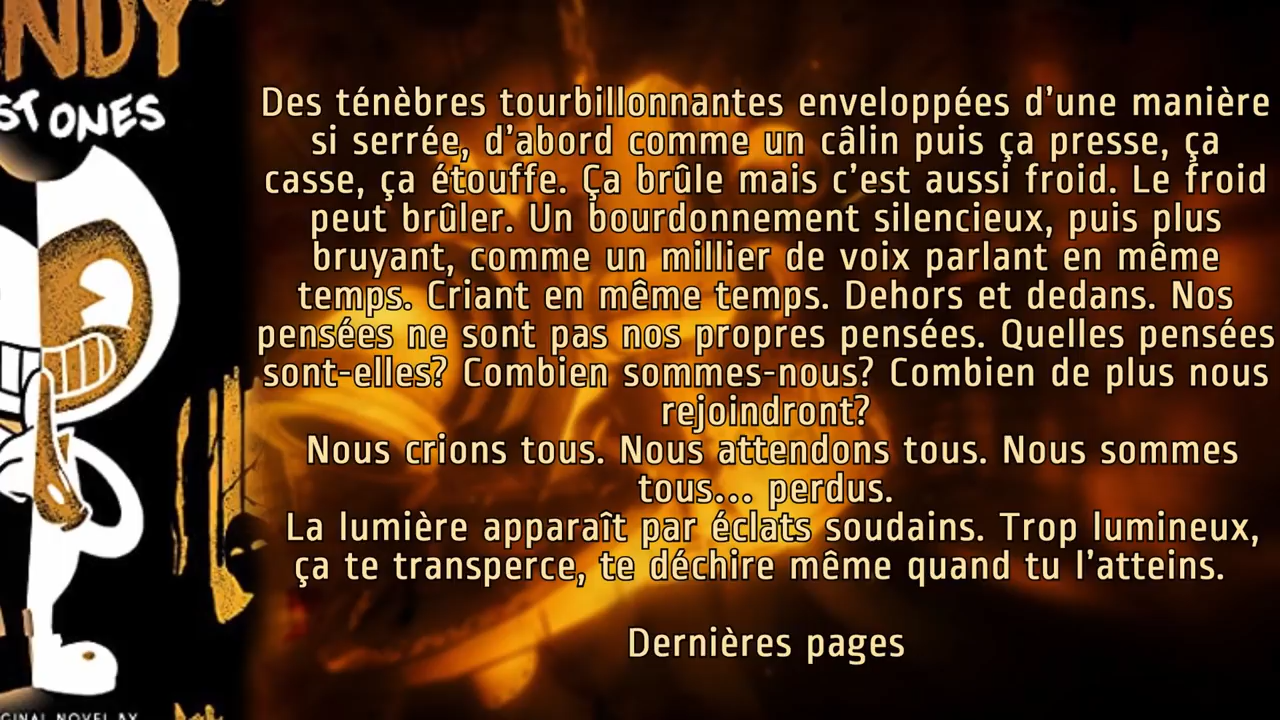 NDY
ST ONES
Des ténèbres tourbillonnantes enveloppées d’une manière
si serrée, d’abord comme un câlin puis ça presse, ça
casse, ça étouffe. Ça brûle mais c’est aussi froid. Le froid
peut brûler. Un bourdonnement silencieux, puis plus
bruyant, comme un millier de voix parlant en même
temps. Criant en même temps. Dehors et dedans. Nos
pensées ne sont pas nos propres pensées. Quelles pensées
sont-elles? Combien sommes-nous? Combien de plus nous
rejoindront?
Nous crions tous. Nous attendons tous. Nous sommes
tous... perdus.
La lumière apparaît par éclats soudains. Trop lumineux,
ça te transperce, te déchire même quand tu l’atteins.
Dernières pages